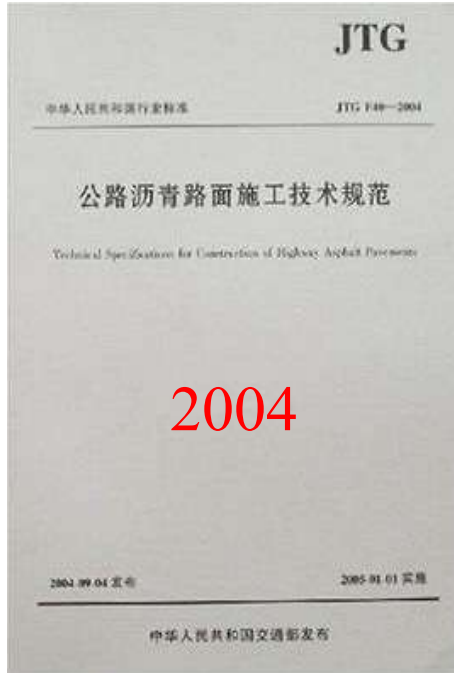 JTG
中华人民共和国行业标准
JTG F40—2004
公路沥青路面施工技术规范
Technical Specifications for Construction of Highway Asphalt Pavements
2004
2004-09-04 发布
2005-01-01 实施
中华人民共和国交通部发布